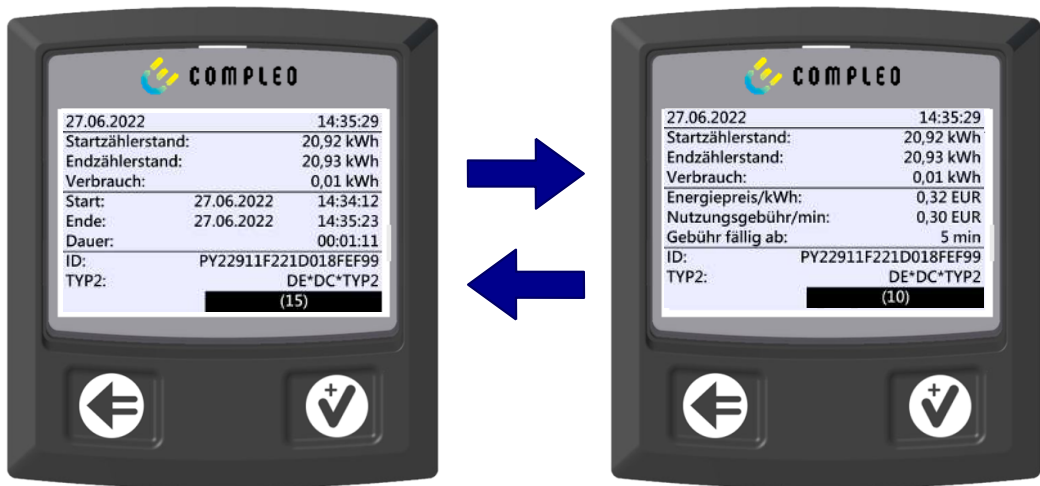 COMPLEO
27.06.2022 14:35:29
Startzählerstand: 20,92 kWh
Endzählerstand: 20,93 kWh
Verbrauch: 0,01 kWh
Start: 27.06.2022 14:34:12
Ende: 27.06.2022 14:35:23
Dauer: 00:01:11
ID: PY22911F221D018FEF99
TYP2: DE*DC*TYP2
(15)
COMPLEO
27.06.2022 14:35:29
Startzählerstand: 20,92 kWh
Endzählerstand: 20,93 kWh
Verbrauch: 0,01 kWh
Energiepreis/kWh: 0,32 EUR
Nutzungsgebühr/min: 0,30 EUR
Gebühr fällig ab: 5 min
ID: PY22911F221D018FEF99
TYP2: DE*DC*TYP2
(10)